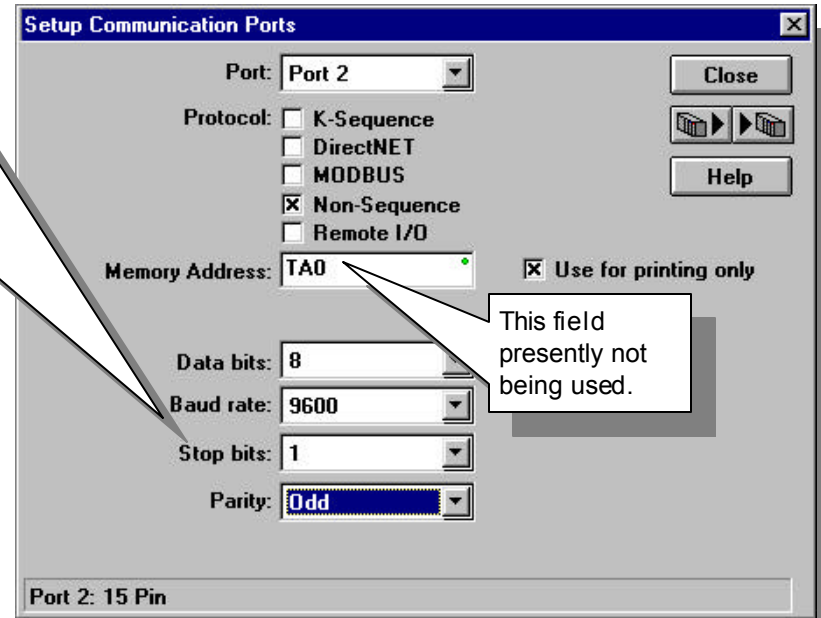 Setup Communication Ports
Port: Port 2
Close
Protocol: K-Sequence
DirectNET
MODBUS
Help
Non-Sequence
Remote I/O
Memory Address: TA0
Use for printing only
This field
presently not
being used.
Data bits: 8
Baud rate: 9600
Stop bits: 1
Parity: Odd
Port 2: 15 Pin